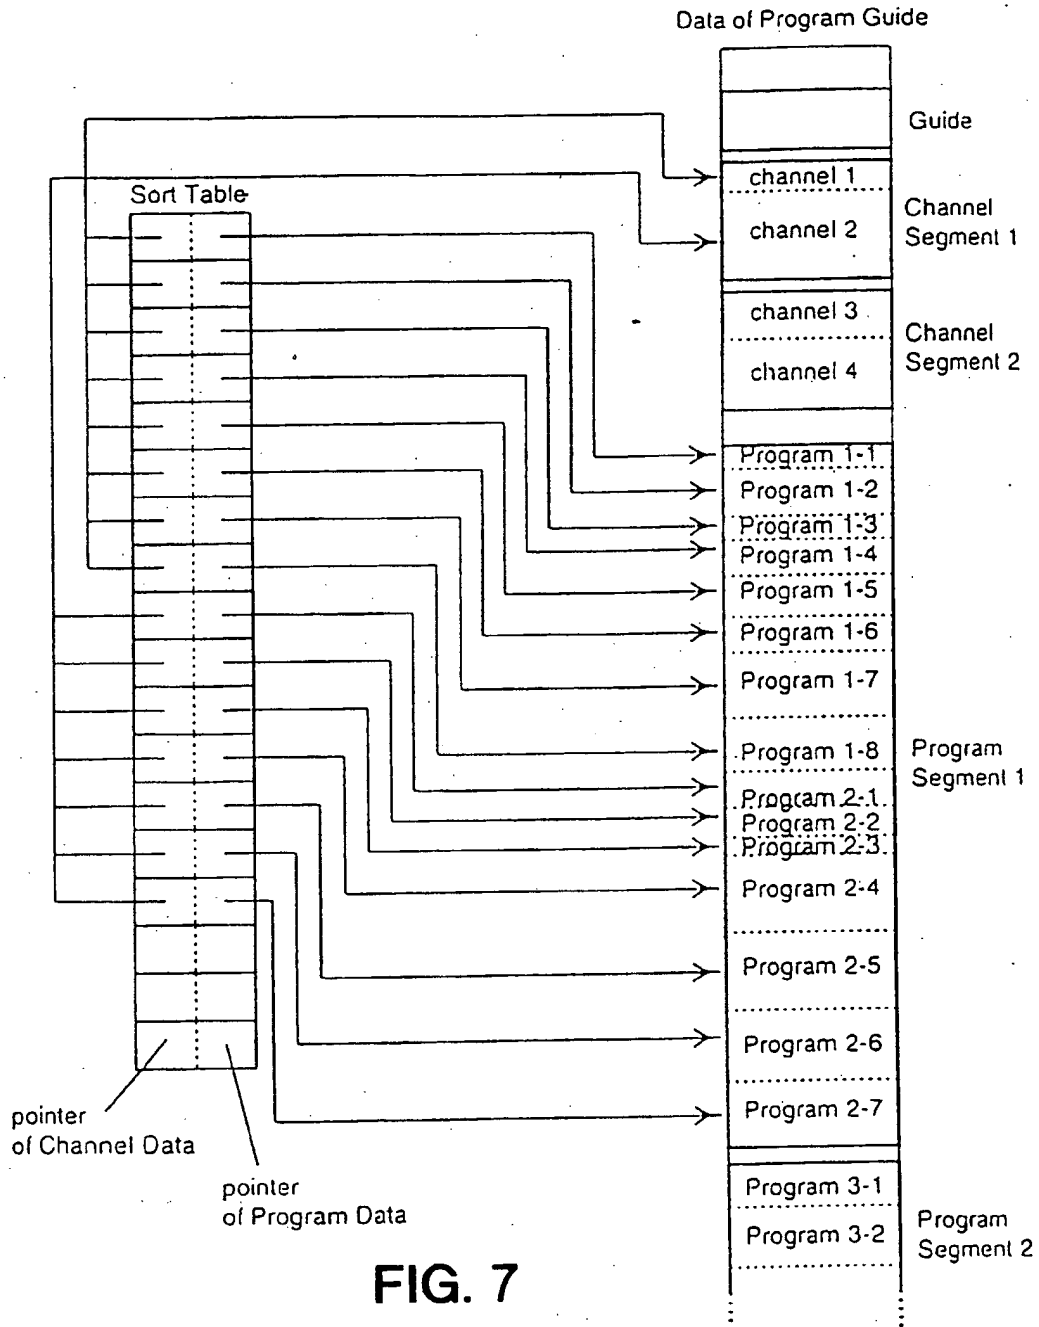 Data of Program Guide
Guide
Sort Table
channel 1
channel 2
Channel
Segment 1
channel 3
channel 4
Channel
Segment 2
Program 1-1
Program 1-2
Program 1-3
Program 1-4
Program 1-5
Program 1-6
Program 1-7
Program 1-8
Program 2-1
Program 2-2
Program 2-3
Program 2-4
Program 2-5
Program 2-6
Program 2-7
Program
Segment 1
pointer
of Channel Data
pointer
of Program Data
Program 3-1
Program 3-2
Program
Segment 2
FIG. 7